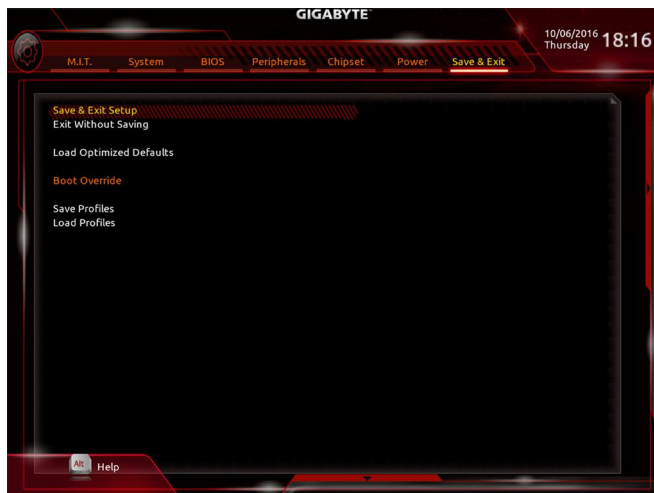 GIGABYTE™
10/06/2016
Thursday
18:16
M.I.T. System BIOS Peripherals Chipset Power Save & Exit
Save & Exit Setup
Exit Without Saving
Load Optimized Defaults
Boot Override
Save Profiles
Load Profiles
Alt Help